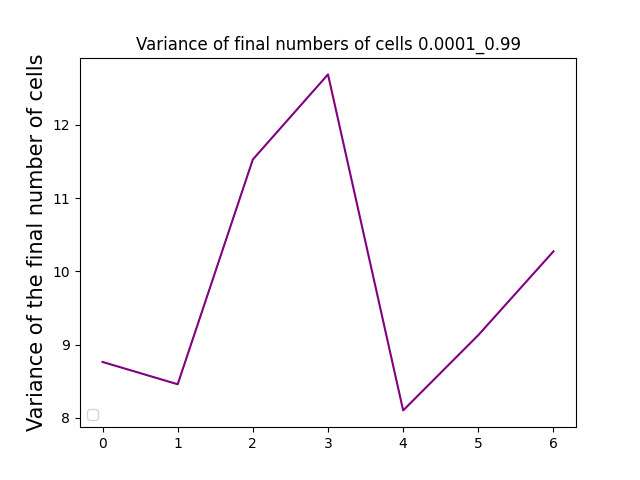 Variance of final numbers of cells 0.0001_0.99
Variance of the final number of cells
12
11
10
9
8
0 1 2 3 4 5 6